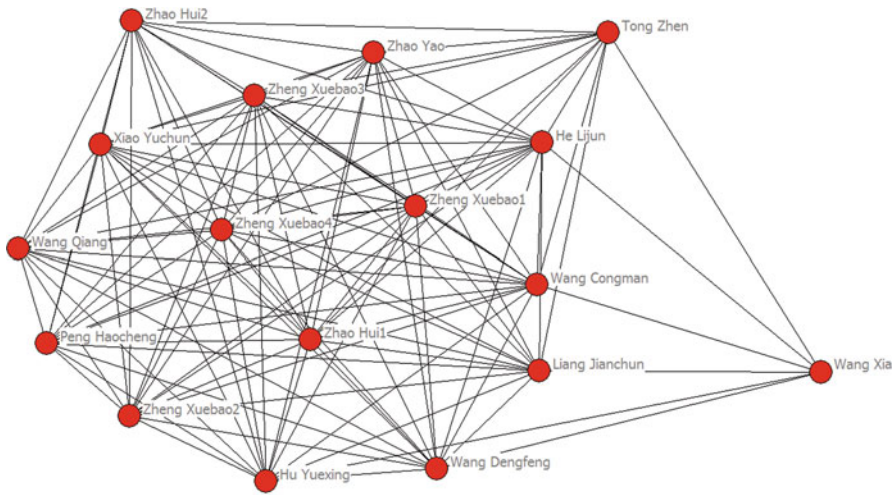 Zhao Hui2
Tong Zhen
Zhao Yao
Zheng Xuebao3
Xiao Yuchun
He Lijun
Zheng Xuebao1
Zheng Xuebao4
Wang Qiang
Wang Congman
Peng Haocheng
Zhao Hui1
Liang Jianchun
Wang Xia
Zheng Xuebao2
Wang Dengfeng
Hu Yuexing